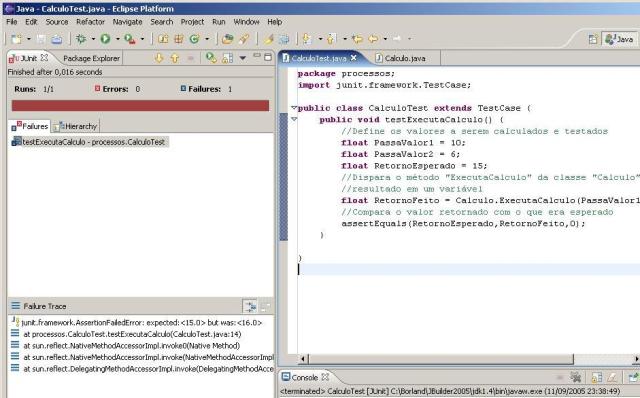 Java - CalculoTest.java - Eclipse Platform
File Edit Source Refactor Navigate Search Project Run Window Help
Java
JUnit Package Explorer
Finished after 0,016 seconds
Runs: 1/1 Errors: 0 Failures: 1
Failures Hierarchy
testExecutaCalculo - processos.CalculoTest
Failure Trace
junit.framework.AssertionFailedError: expected:<15.0> but was:<16.0>
at processos.CalculoTest.testExecutaCalculo(CalculoTest.java:14)
at sun.reflect.NativeMethodAccessorImpl.invoke0(Native Method)
at sun.reflect.NativeMethodAccessorImpl.invoke(NativeMethodAccessorImpl
at sun.reflect.DelegatingMethodAccessorImpl.invoke(DelegatingMethodAcce
CalculoTest.java Calculo.java
package processos;
import junit.framework.TestCase;
public class CalculoTest extends TestCase {
public void testExecutaCalculo() {
//Define os valores a serem calculados e testados
float PassaValor1 = 10;
float PassaValor2 = 6;
float RetornoEsperado = 15;
//Dispara o método "ExecutaCalculo" da classe "Calculo"
//resultado em um variável
float RetornoFeito = Calculo.ExecutaCalculo(PassaValor1
//Compara o valor retornado com o que era esperado
assertEquals(RetornoEsperado,RetornoFeito,0);
}
}
Console
<terminated> CalculoTest [JUnit] C:\Borland\JBuilder2005\jdk1.4\bin\javaw.exe (11/09/2005 23:38:49)